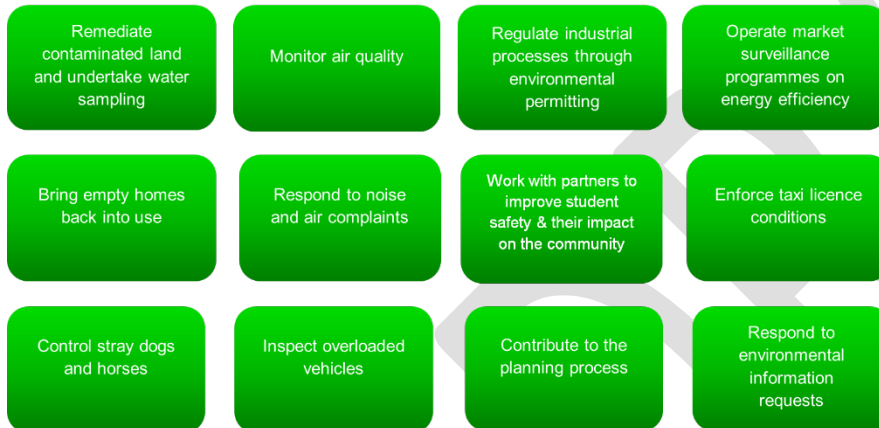 Remediate
contaminated land
and undertake water
sampling
Monitor air quality
Regulate industrial
processes through
environmental
permitting
Operate market
surveillance
programmes on
energy efficiency
Bring empty homes
back into use
Respond to noise
and air complaints
Work with partners to
improve student
safety & their impact
on the community
Enforce taxi licence
conditions
Control stray dogs
and horses
Inspect overloaded
vehicles
Contribute to the
planning process
Respond to
environmental
information
requests